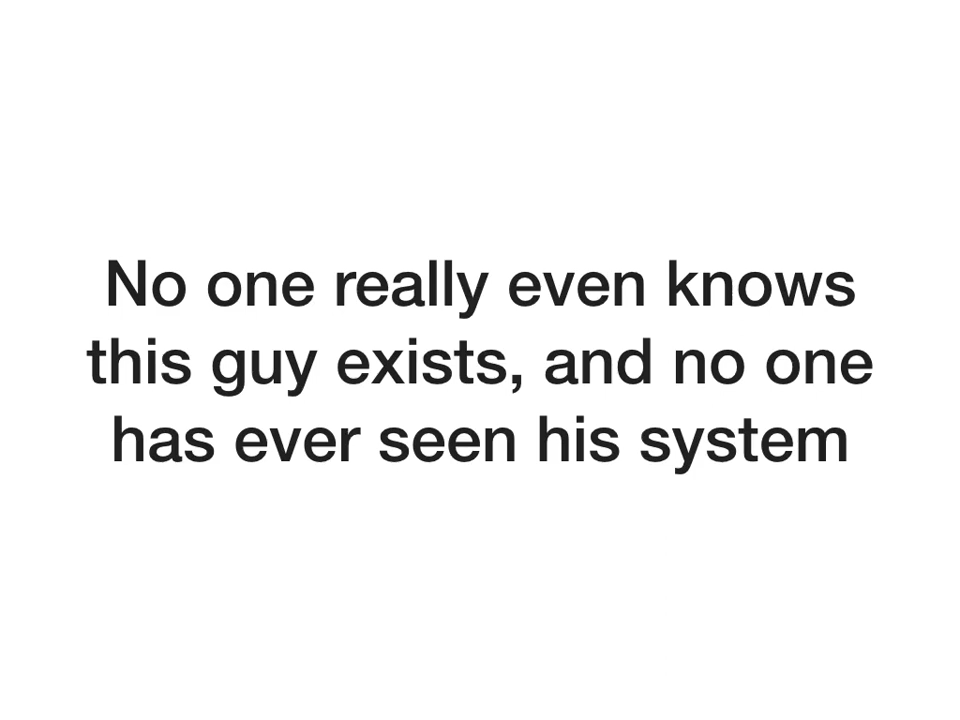 No one really even knows
this guy exists, and no one
has ever seen his system